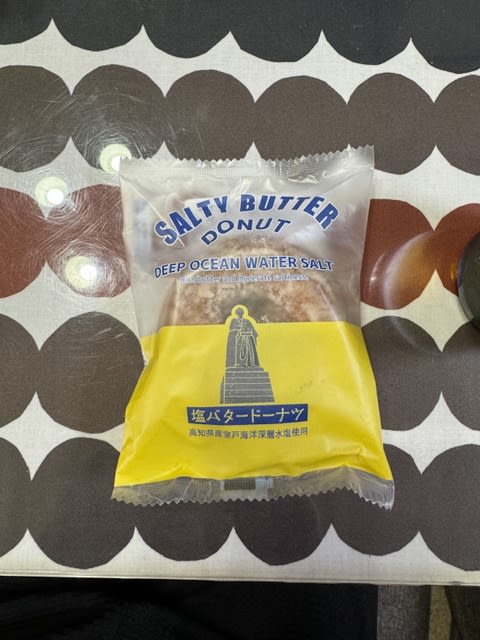 SALTY BUTTER
DONUT
DEEP OCEAN WATER SALT
Rich butter and moderate saltiness.
塩バタードーナツ
高知県産室戸海洋深層水塩使用